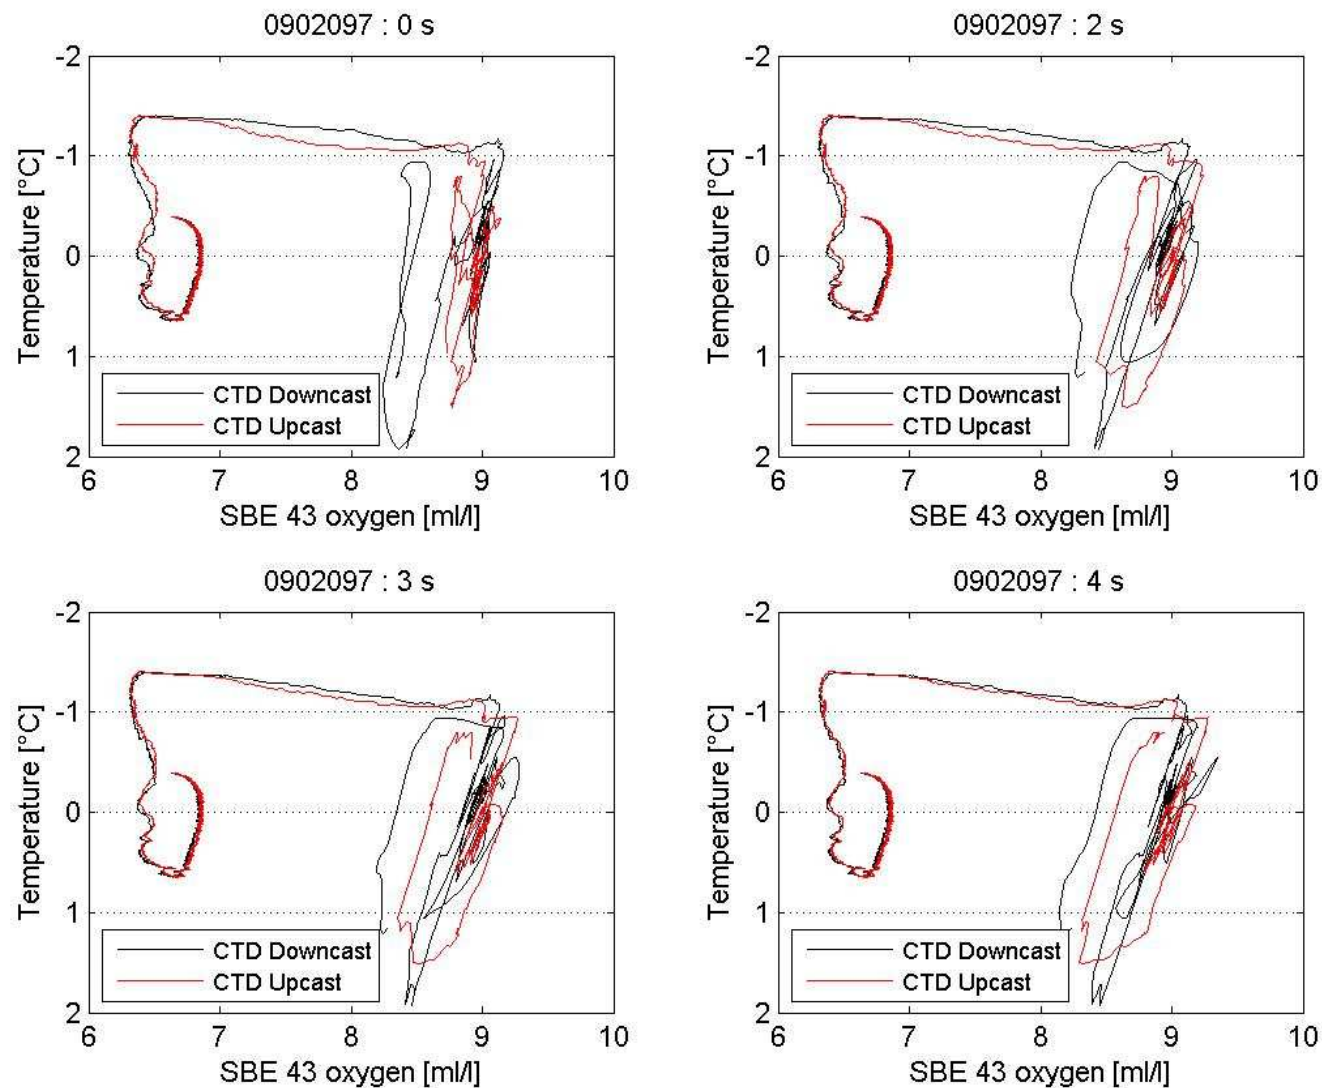 0902097 : 0 s
-2
-1
0
1
2
Temperature [°C]
CTD Downcast
CTD Upcast
6 7 8 9 10
SBE 43 oxygen [ml/l]
0902097 : 2 s
-2
-1
0
1
2
Temperature [°C]
CTD Downcast
CTD Upcast
6 7 8 9 10
SBE 43 oxygen [ml/l]
0902097 : 3 s
-2
-1
0
1
2
Temperature [°C]
CTD Downcast
CTD Upcast
6 7 8 9 10
SBE 43 oxygen [ml/l]
0902097 : 4 s
-2
-1
0
1
2
Temperature [°C]
CTD Downcast
CTD Upcast
6 7 8 9 10
SBE 43 oxygen [ml/l]